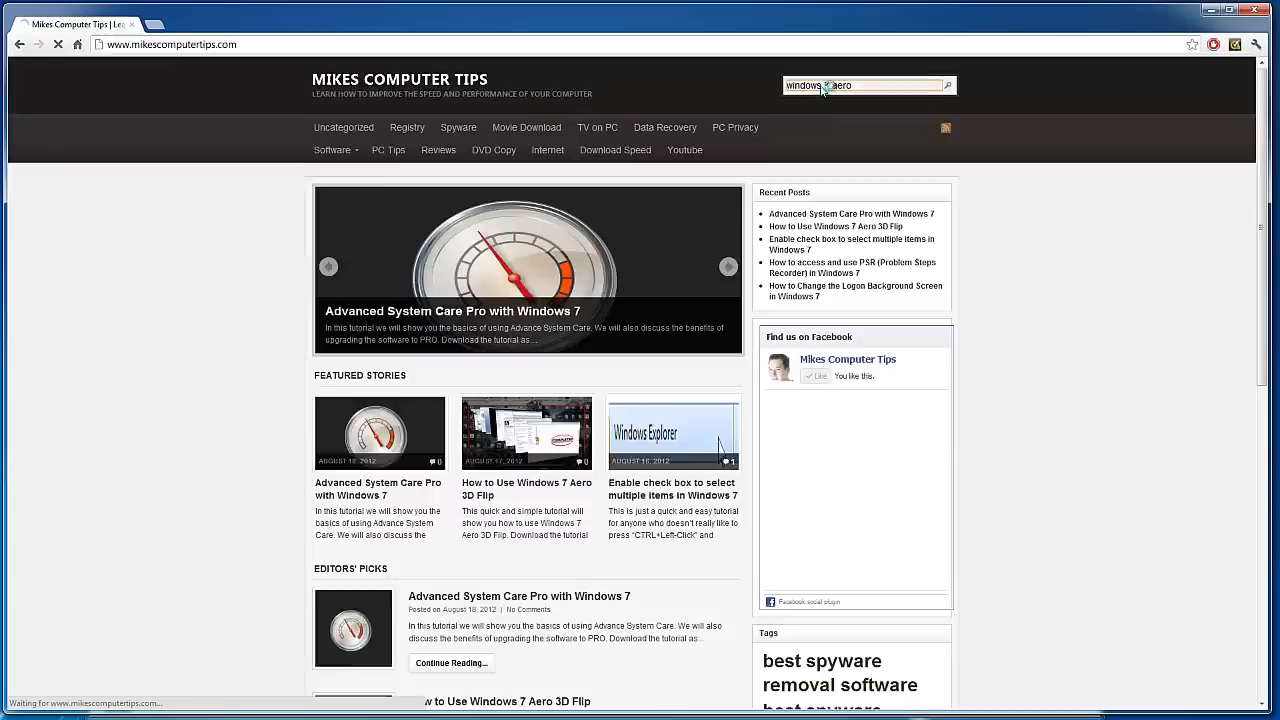 Mikes Computer Tips | Lea
www.mikescomputertips.com
MIKES COMPUTER TIPS
LEARN HOW TO IMPROVE THE SPEED AND PERFORMANCE OF YOUR COMPUTER
windows aero
Uncategorized Registry Spyware Movie Download TV on PC Data Recovery PC Privacy
Software PC Tips Reviews DVD Copy Internet Download Speed Youtube
Advanced System Care Pro with Windows 7
In this tutorial we will show you the basics of using Advance System Care. We will also discuss the benefits of
upgrading the software to PRO. Download the tutorial as...
Recent Posts
Advanced System Care Pro with Windows 7
How to Use Windows 7 Aero 3D Flip
Enable check box to select multiple items in
Windows 7
How to access and use PSR (Problem Steps
Recorder) in Windows 7
How to Change the Logon Background Screen
in Windows 7
Find us on Facebook
Mikes Computer Tips
Like You like this.
Facebook social plugin
FEATURED STORIES
AUGUST 18, 2012 0
Advanced System Care Pro
with Windows 7
In this tutorial we will show you the
basics of using Advance System
Care. We will also discuss the
AUGUST 17, 2012 0
How to Use Windows 7 Aero
3D Flip
This quick and simple tutorial will
show you how to use Windows 7
Aero 3D Flip. Download the tutorial
Windows Explorer
AUGUST 16, 2012 1
Enable check box to select
multiple items in Windows 7
This is just a quick and easy tutorial
for anyone who doesn't really like to
press "CTRL+Left-Click" and
EDITORS' PICKS
Advanced System Care Pro with Windows 7
Posted on August 18, 2012 | No Comments
In this tutorial we will show you the basics of using Advance System Care. We will also
discuss the benefits of upgrading the software to PRO. Download the tutorial as...
Continue Reading...
to Use Windows 7 Aero 3D Flip
Tags
best spyware
removal software
best spyware
Waiting for www.mikescomputertips.com...